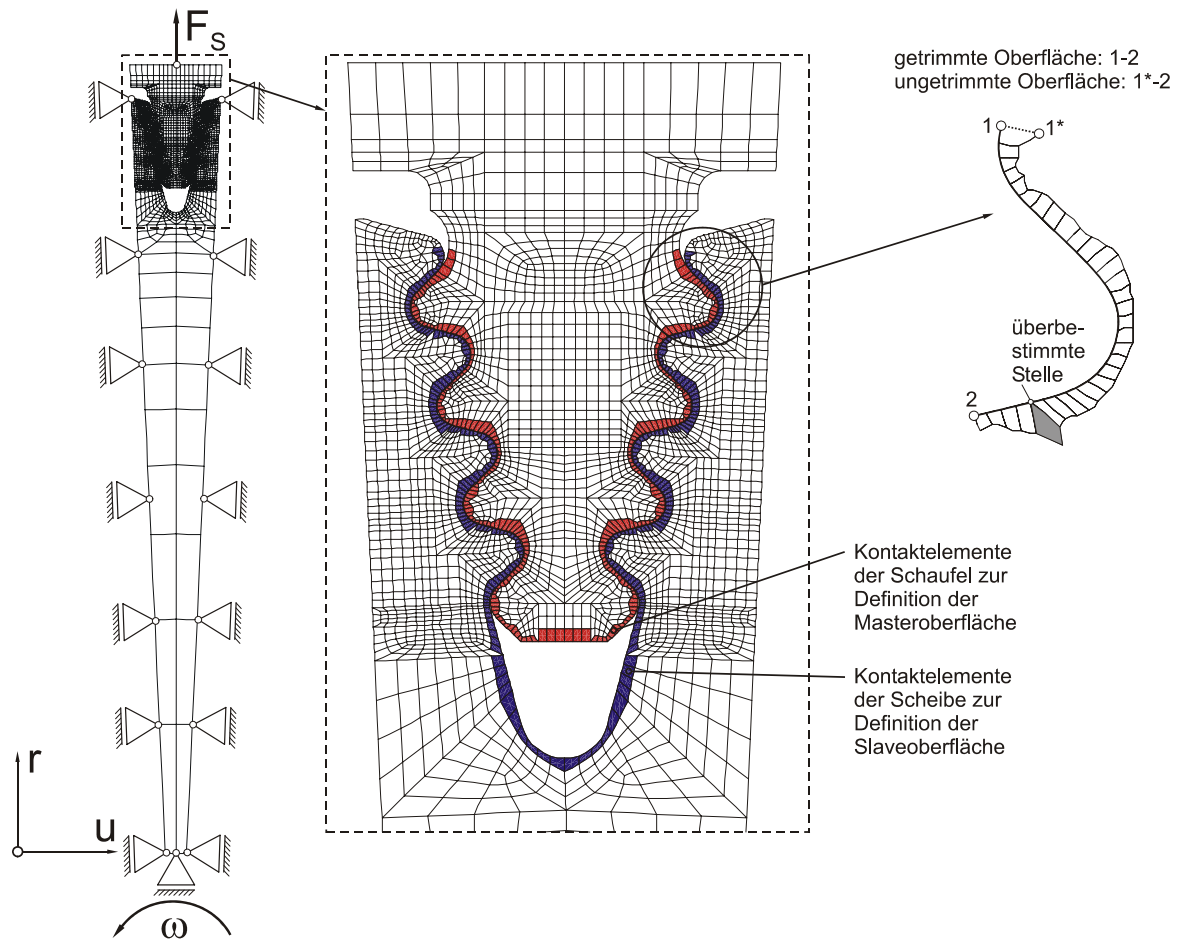 F_S
getrimmte Oberfläche: 1-2
ungetrimmte Oberfläche: 1*-2
1
1*
überbe-
stimmte
Stelle
2
Kontaktelemente
der Schaufel zur
Definition der
Masteroberfläche
Kontaktelemente
der Scheibe zur
Definition der
Slaveoberfläche
r
u
ω